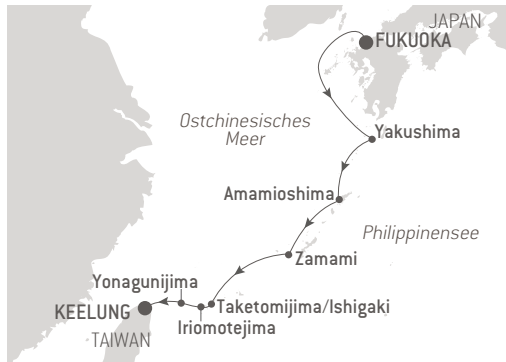 JAPAN
FUKUOKA
Ostchinesisches
Meer
Yakushima
Amamioshima
Philippinensee
Zamami
Yonagunijima
KEELUNG
Taketomijima/Ishigaki
Iriomotejima
TAIWAN